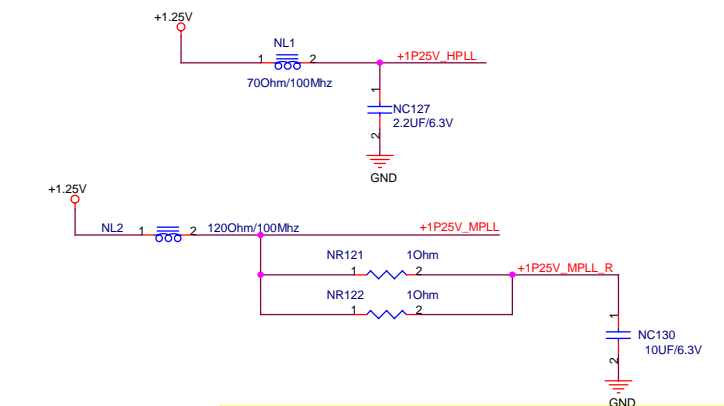 +1.25V
NL1
1 2 +1P25V_HPLL
70Ohm/100Mhz
1
NC127
2.2UF/6.3V
2
GND
+1.25V
NL2 1 2 120Ohm/100Mhz +1P25V_MPLL
NR121 1Ohm
1 2 +1P25V_MPLL_R
NR122 1Ohm
1 2
1
NC130
10UF/6.3V
2
GND